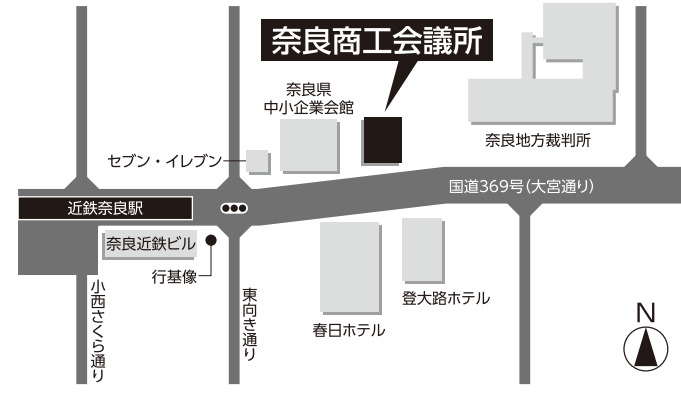 奈良商工会議所
奈良県
中小企業会館
奈良地方裁判所
セブン・イレブン
国道369号(大宮通り)
近鉄奈良駅
奈良近鉄ビル
行基像
小西さくら通り
東向き通り
登大路ホテル
春日ホテル
N